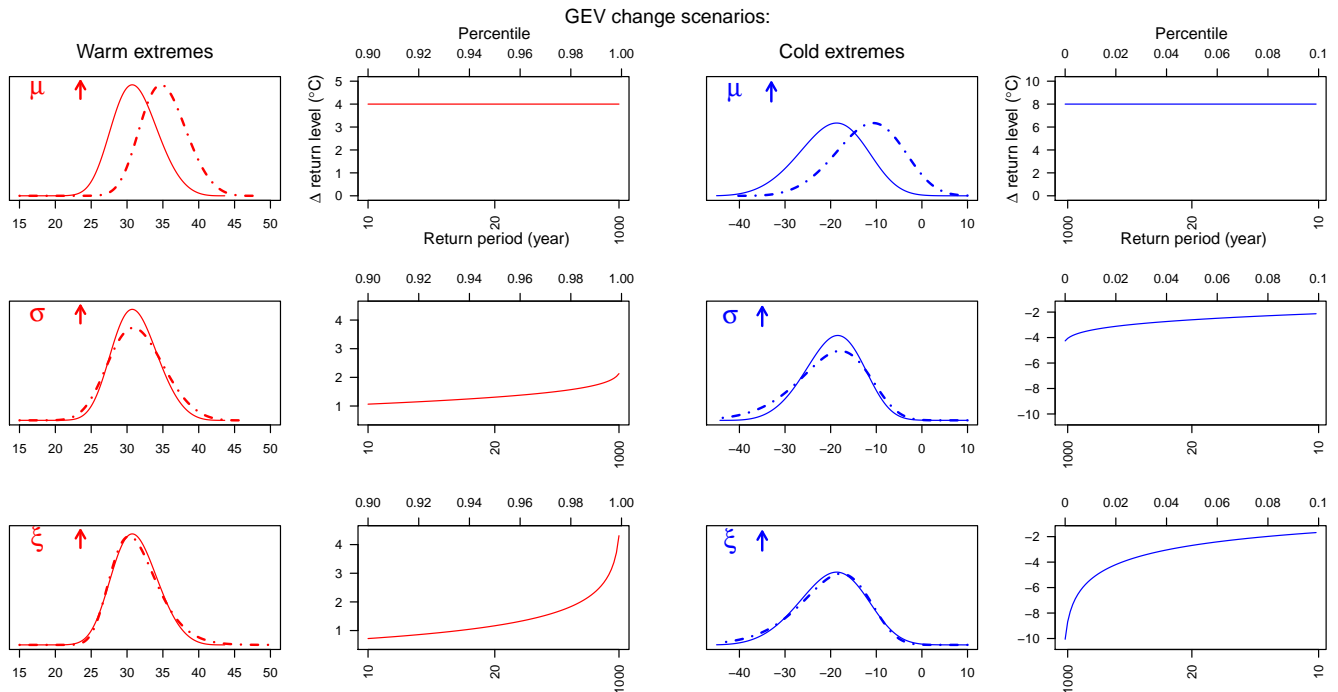 GEV change scenarios:
Warm extremes
Percentile
Cold extremes
Percentile
0.90 0.92 0.94 0.96 0.98 1.00
0 0.02 0.04 0.06 0.08 0.1
μ ↑
15 20 25 30 35 40 45 50
Δ return level (°C)
5
4
3
2
1
0
10 20 1000
Return period (year)
μ ↑
−40 −30 −20 −10 0 10
Δ return level (°C)
10
8
6
4
2
0
1000 20 10
Return period (year)
0.90 0.92 0.94 0.96 0.98 1.00
0 0.02 0.04 0.06 0.08 0.1
σ ↑
15 20 25 30 35 40 45 50
4
3
2
1
10 20 1000
σ ↑
−40 −30 −20 −10 0 10
−2
−4
−6
−8
−10
1000 20 10
0.90 0.92 0.94 0.96 0.98 1.00
0 0.02 0.04 0.06 0.08 0.1
ξ ↑
15 20 25 30 35 40 45 50
4
3
2
1
10 20 1000
ξ ↑
−40 −30 −20 −10 0 10
−2
−4
−6
−8
−10
1000 20 10